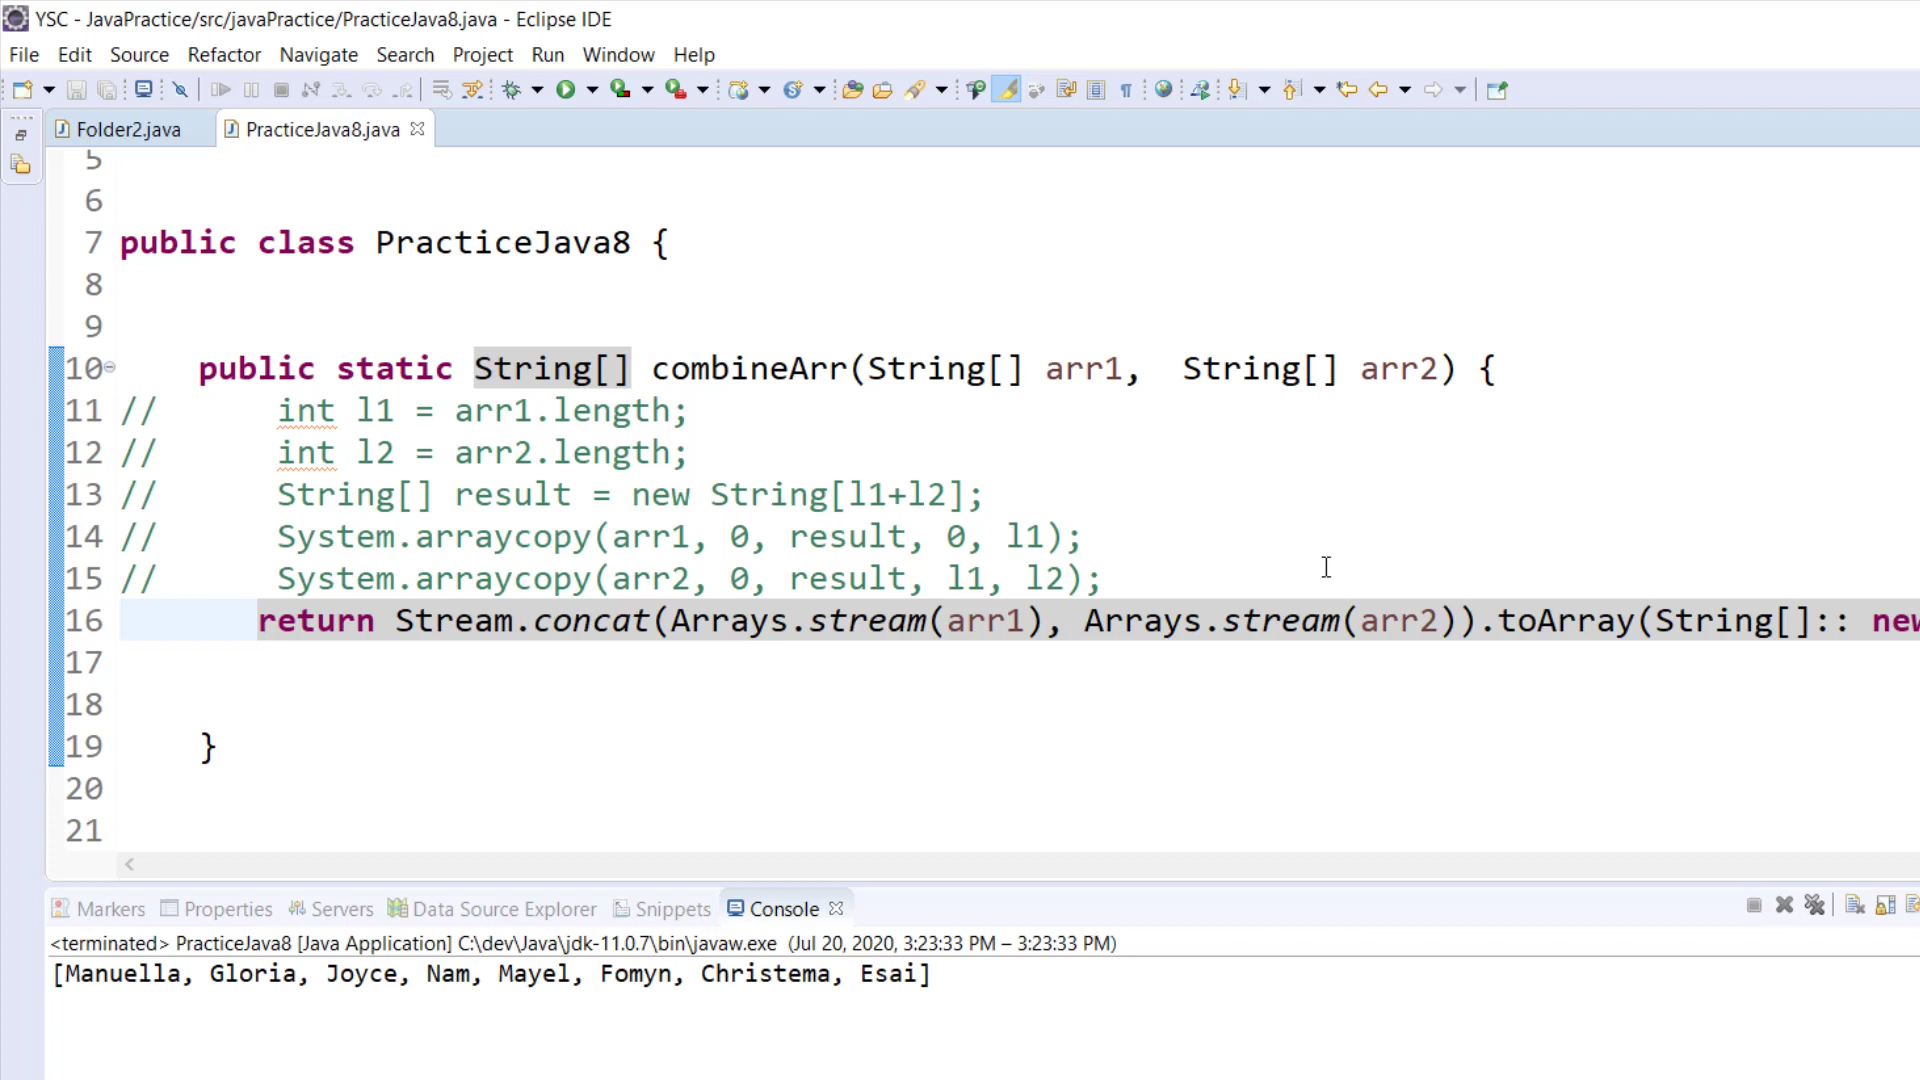 YSC - JavaPractice/src/javaPractice/PracticeJava8.java - Eclipse IDE
File Edit Source Refactor Navigate Search Project Run Window Help
Folder2.java PracticeJava8.java
5
6
7 public class PracticeJava8 {
8
9
10 public static String[] combineArr(String[] arr1, String[] arr2) {
11 // int l1 = arr1.length;
12 // int l2 = arr2.length;
13 // String[] result = new String[l1+l2];
14 // System.arraycopy(arr1, 0, result, 0, l1);
15 // System.arraycopy(arr2, 0, result, l1, l2);
16 return Stream.concat(Arrays.stream(arr1), Arrays.stream(arr2)).toArray(String[]:: new
17
18
19 }
20
21
Markers Properties Servers Data Source Explorer Snippets Console
<terminated> PracticeJava8 [Java Application] C:\dev\Java\jdk-11.0.7\bin\javaw.exe (Jul 20, 2020, 3:23:33 PM – 3:23:33 PM)
[Manuella, Gloria, Joyce, Nam, Mayel, Fomyn, Christema, Esai]